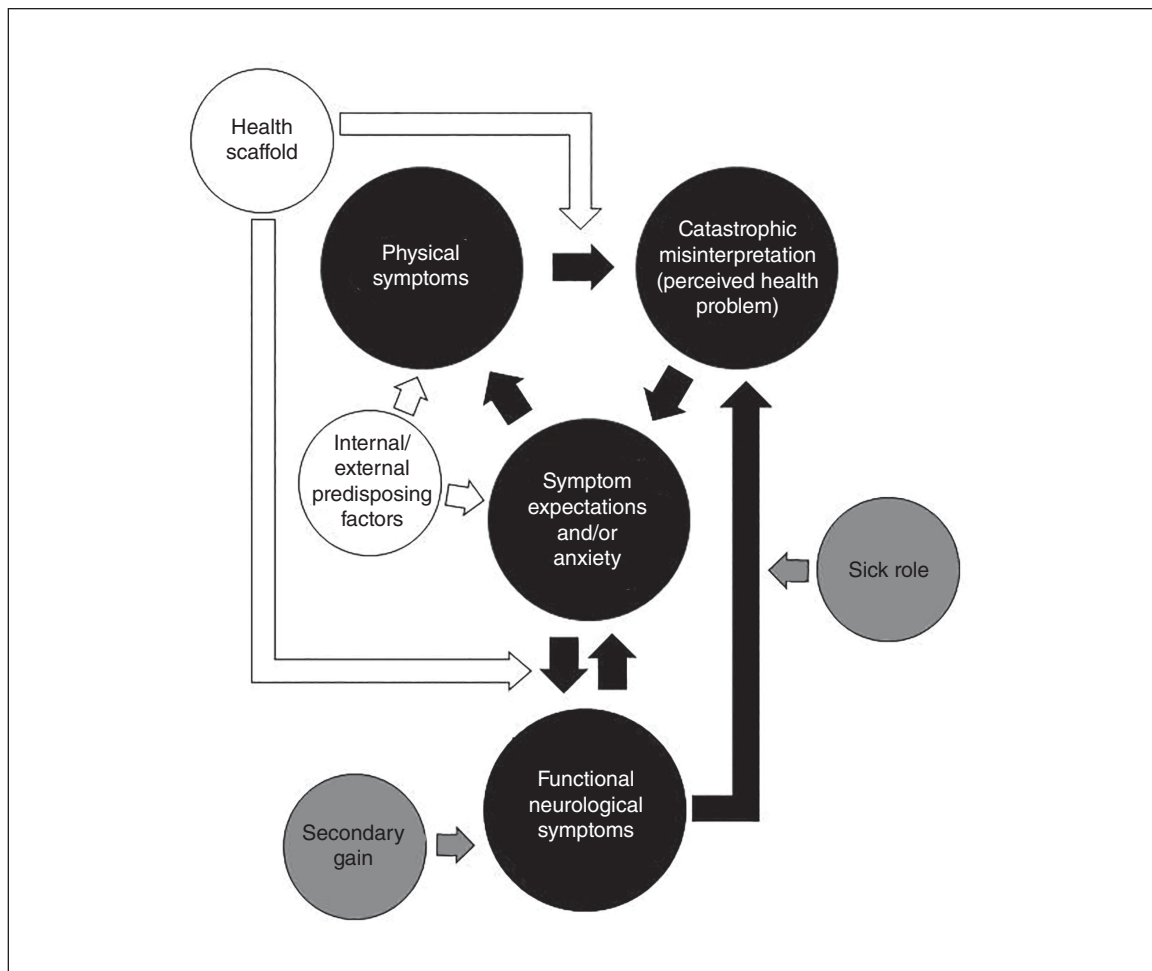 Health
scaffold
Physical
symptoms
Catastrophic
misinterpretation
(perceived health
problem)
Internal/
external
predisposing
factors
Symptom
expectations
and/or
anxiety
Sick role
Functional
neurological
symptoms
Secondary
gain